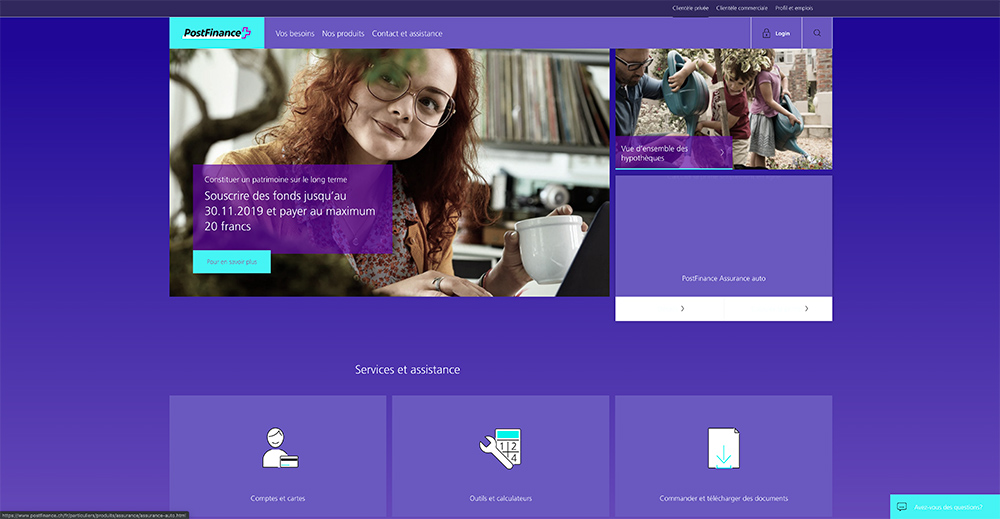 Clientèle privée Clientèle commerciale Profil et emplois
PostFinance
Vos besoins Nos produits Contact et assistance
Login
Constituer un patrimoine sur le long terme
Souscrire des fonds jusqu'au
30.11.2019 et payer au maximum
20 francs
Pour en savoir plus
Vue d'ensemble des
hypothèques
PostFinance Assurance auto
Services et assistance
1 2
4
Comptes et cartes
Outils et calculateurs
Commander et télécharger des documents
Avez-vous des questions?
https://www.postfinance.ch/fr/particuliers/produits/assurance/assurance-auto.html